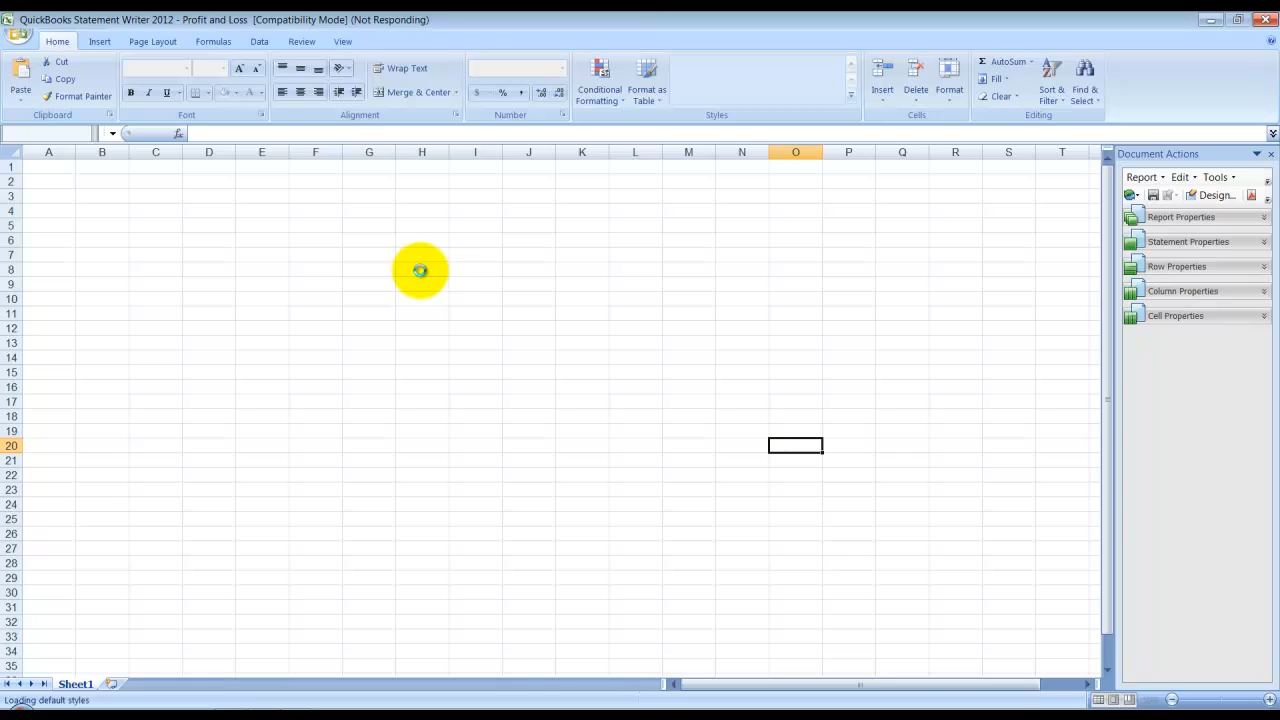 QuickBooks Statement Writer 2012 - Profit and Loss [Compatibility Mode] (Not Responding)
Home Insert Page Layout Formulas Data Review View
Paste
Cut
Copy
Format Painter
B I U
Wrap Text
Merge & Center
$ % ,
Conditional Formatting
Format as Table
Insert Delete Format
Σ AutoSum
Fill
Clear
Sort & Filter
Find & Select
Clipboard Font Alignment Number Styles Cells Editing
fx
A B C D E F G H I J K L M N O P Q R S T
1
2
3
4
5
6
7
8
9
10
11
12
13
14
15
16
17
18
19
20
21
22
23
24
25
26
27
28
29
30
31
32
33
34
35
Document Actions
Report Edit Tools
Design...
Report Properties
Statement Properties
Row Properties
Column Properties
Cell Properties
Sheet1
Loading default styles